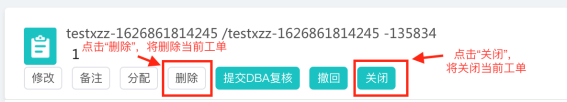 testxzz-1626861814245 /testxzz-1626861814245 -135834
点击“删除”，将删除当前工单
1
点击“关闭”，
将关闭当前工单
修改 备注 分配 删除 提交DBA复核 撤回 关闭